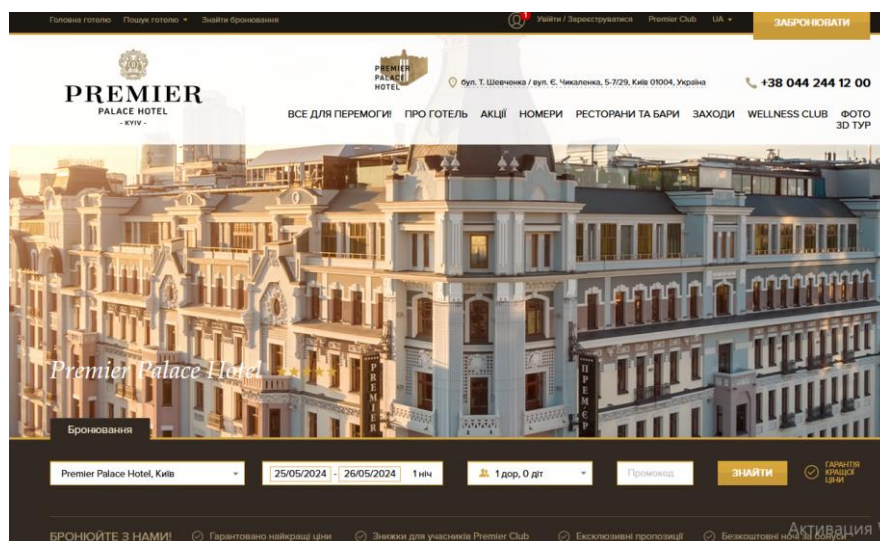 Головна готелю Пошук готелю Знайти бронювання 1 Увійти / Зареєструватися Premier Club UA ЗАБРОНЮВАТИ
PREMIER
PALACE HOTEL
- KYIV -
PREMIER
PALACE
HOTEL
бул. Т. Шевченка / вул. Є. Чикаленка, 5-7/29, Київ 01004, Україна
+38 044 244 12 00
ВСЕ ДЛЯ ПЕРЕМОГИ! ПРО ГОТЕЛЬ АКЦІЇ НОМЕРИ РЕСТОРАНИ ТА БАРИ ЗАХОДИ WELLNESS CLUB ФОТО
3D ТУР
Premier Palace Hotel
PREMIER
ПРЕМ'ЄР
Бронювання
Premier Palace Hotel, Київ 25/05/2024 - 26/05/2024 1 ніч 1 дор, 0 діт Промокод ЗНАЙТИ
ГАРАНТІЯ
КРАЩОЇ
ЦІНИ
БРОНЮЙТЕ З НАМИ! Гарантовано найкращі ціни Знижки для учасників Premier Club Ексклюзивні пропозиції Безкоштовні ночі за бонуси
Активация